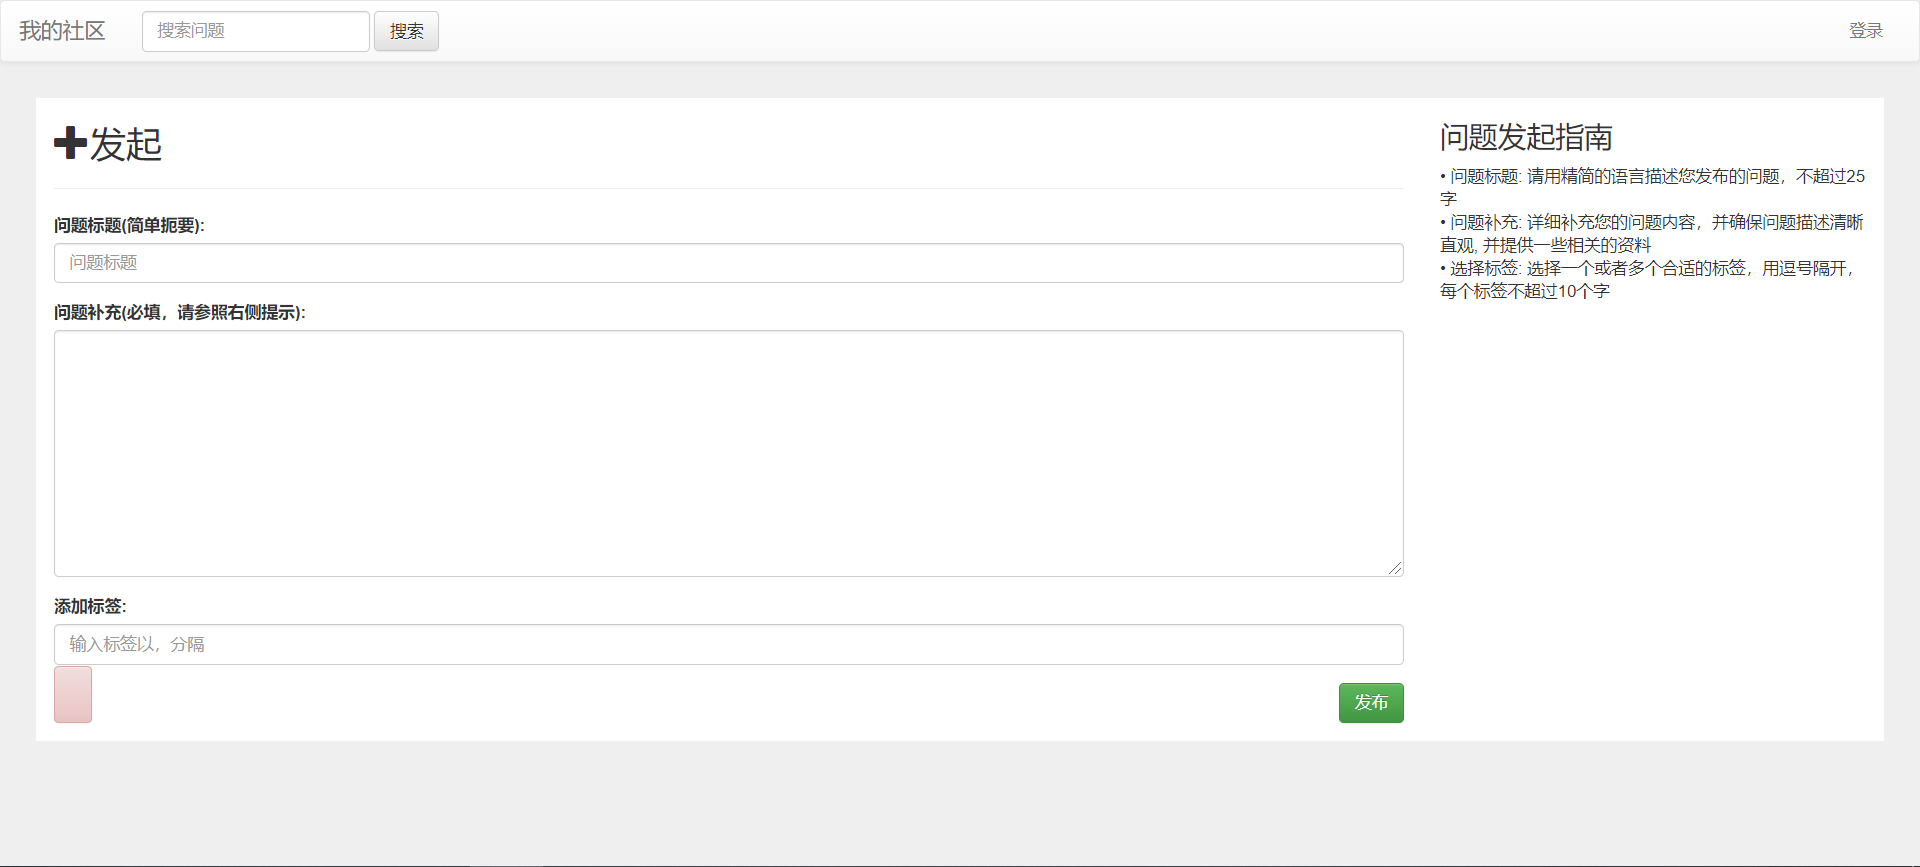 我的社区
搜索问题
搜索
登录
发起
问题标题(简单扼要):
问题标题
问题补充(必填，请参照右侧提示):
添加标签:
输入标签以，分隔
发布
问题发起指南
• 问题标题: 请用精简的语言描述您发布的问题，不超过25
字
• 问题补充: 详细补充您的问题内容，并确保问题描述清晰
直观, 并提供一些相关的资料
• 选择标签: 选择一个或者多个合适的标签，用逗号隔开，
每个标签不超过10个字